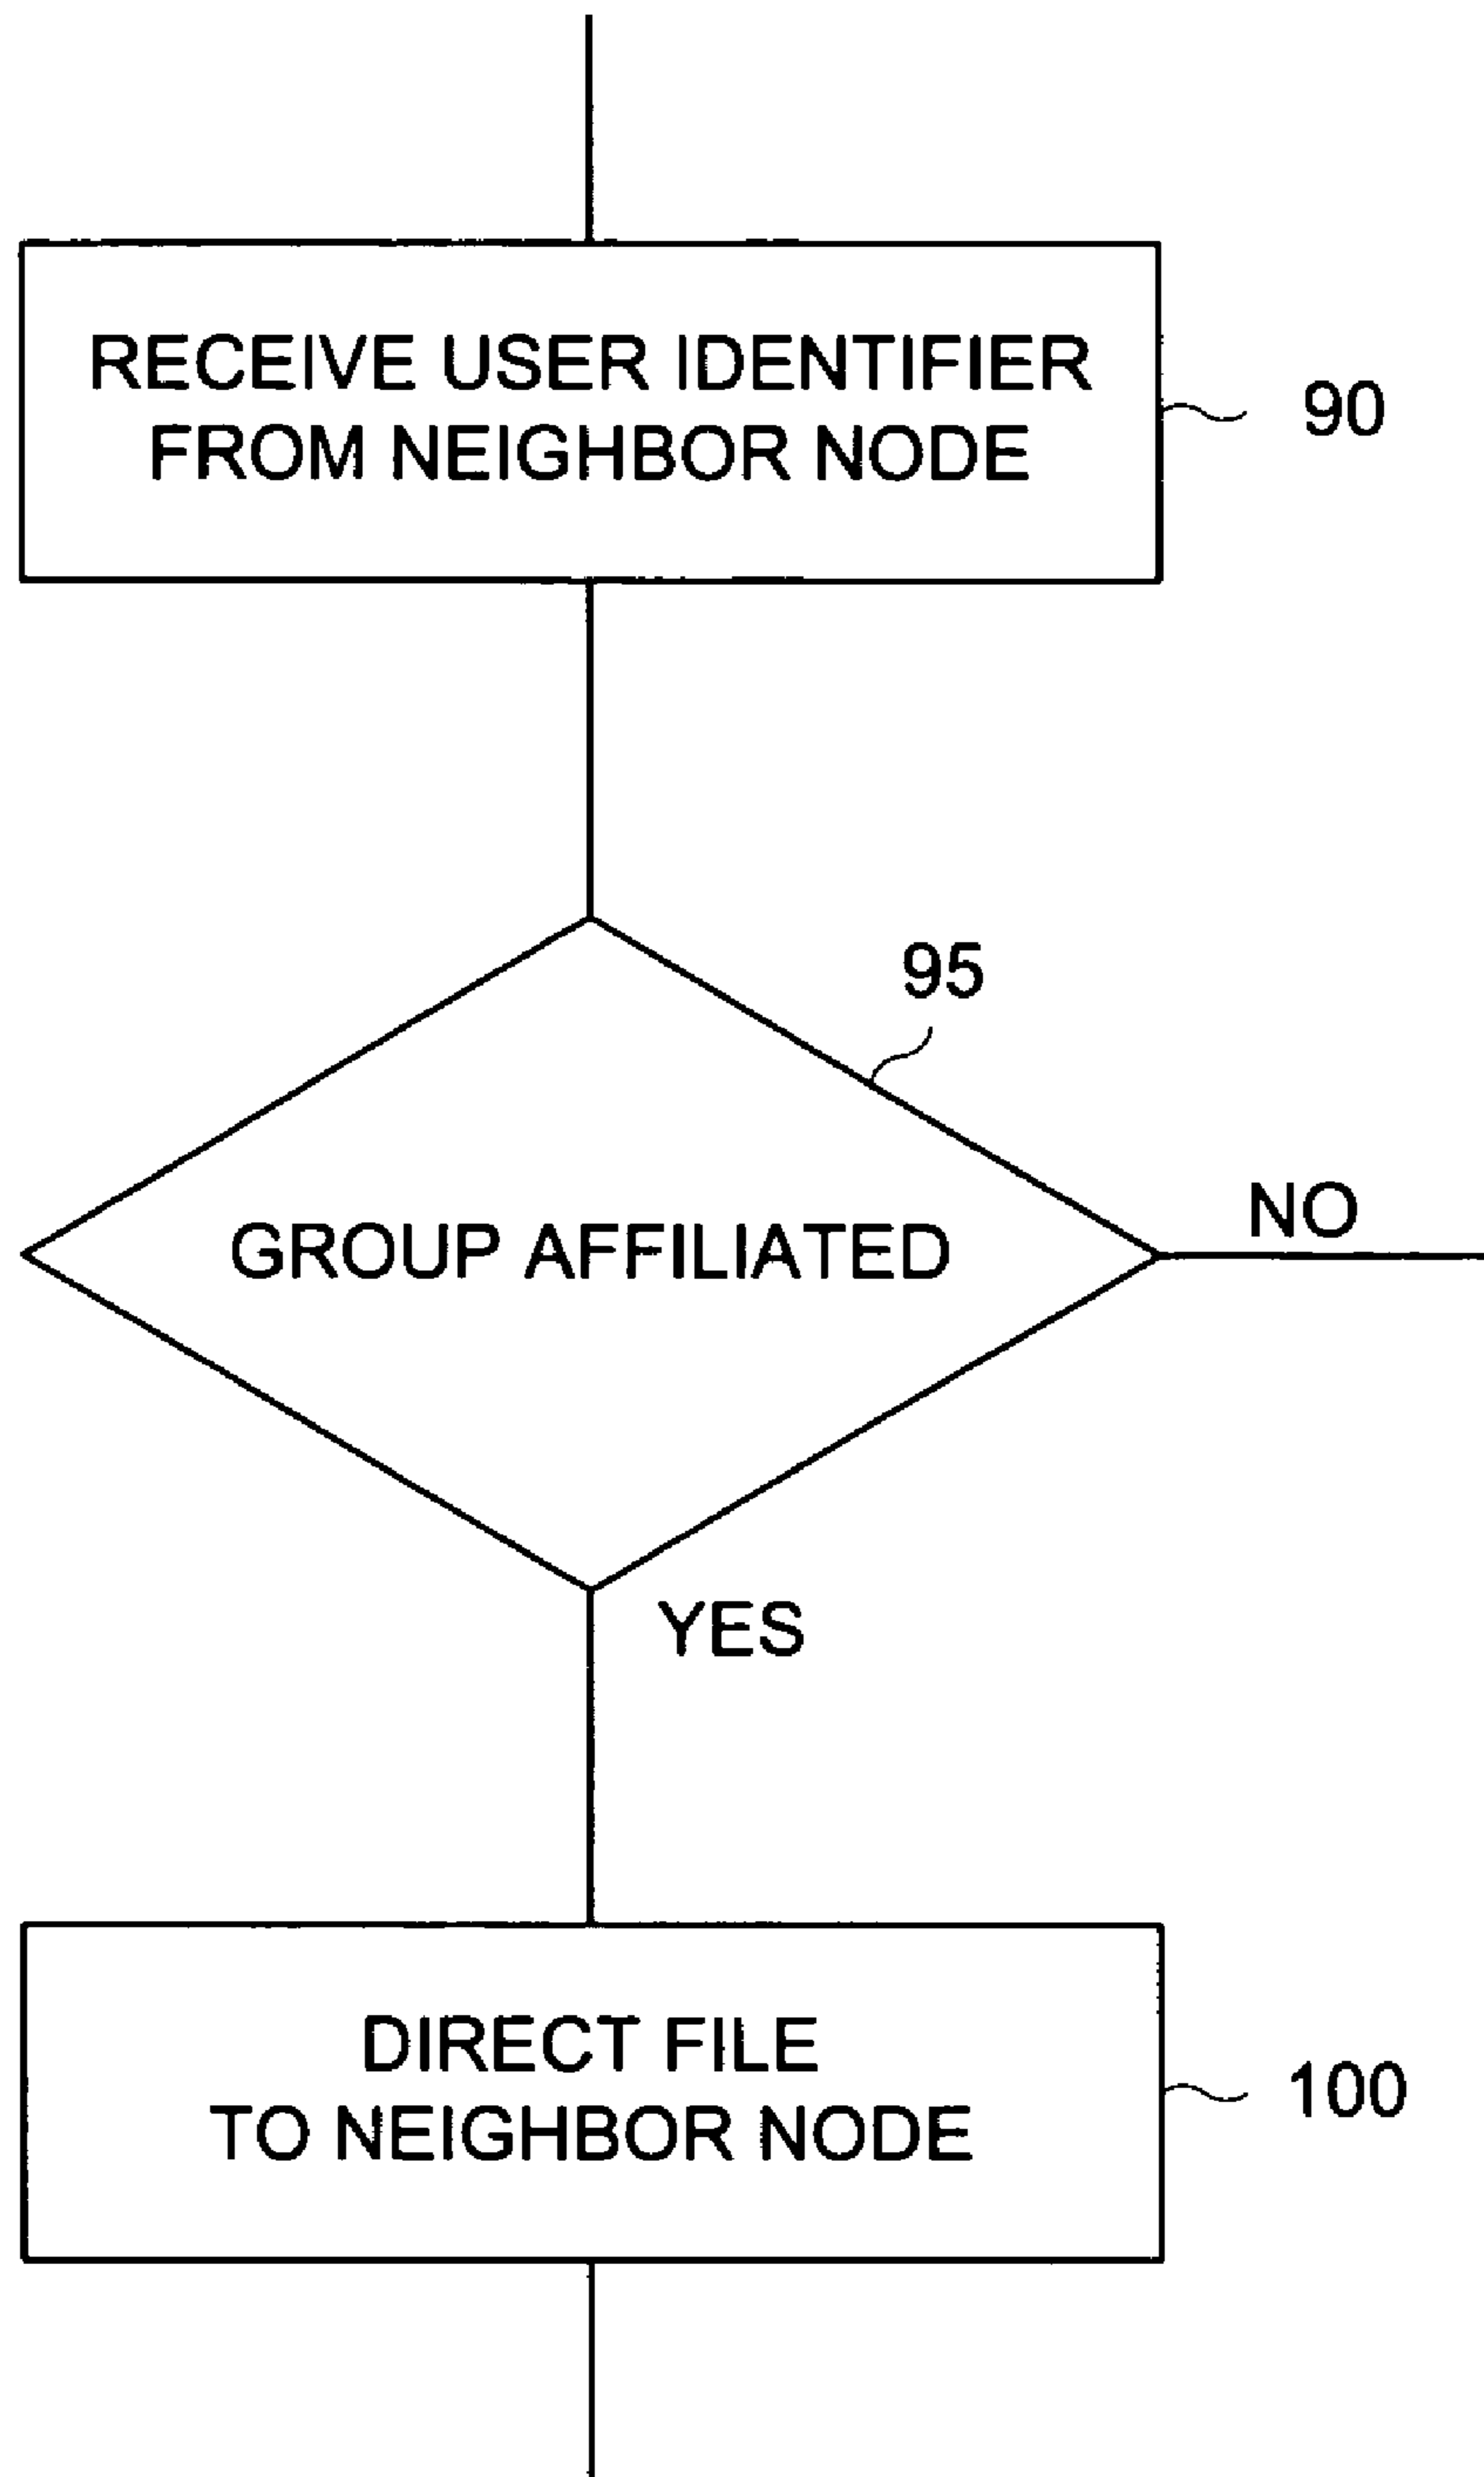 RECEIVE USER IDENTIFIER
FROM NEIGHBOR NODE
90
95
GROUP AFFILIATED
NO
YES
DIRECT FILE
TO NEIGHBOR NODE
100